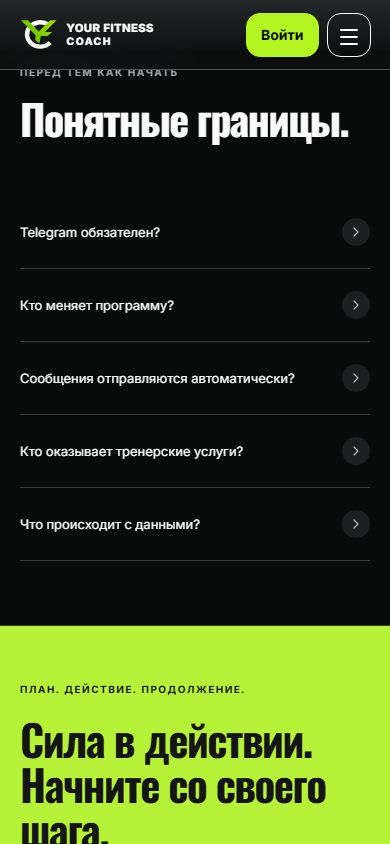 YOUR FITNESS
COACH
Войти
ПЕРЕД ТЕМ КАК НАЧАТЬ
Понятные границы.
Telegram обязателен?
Кто меняет программу?
Сообщения отправляются автоматически?
Кто оказывает тренерские услуги?
Что происходит с данными?
ПЛАН. ДЕЙСТВИЕ. ПРОДОЛЖЕНИЕ.
Сила в действии.
Начните со своего
шага.